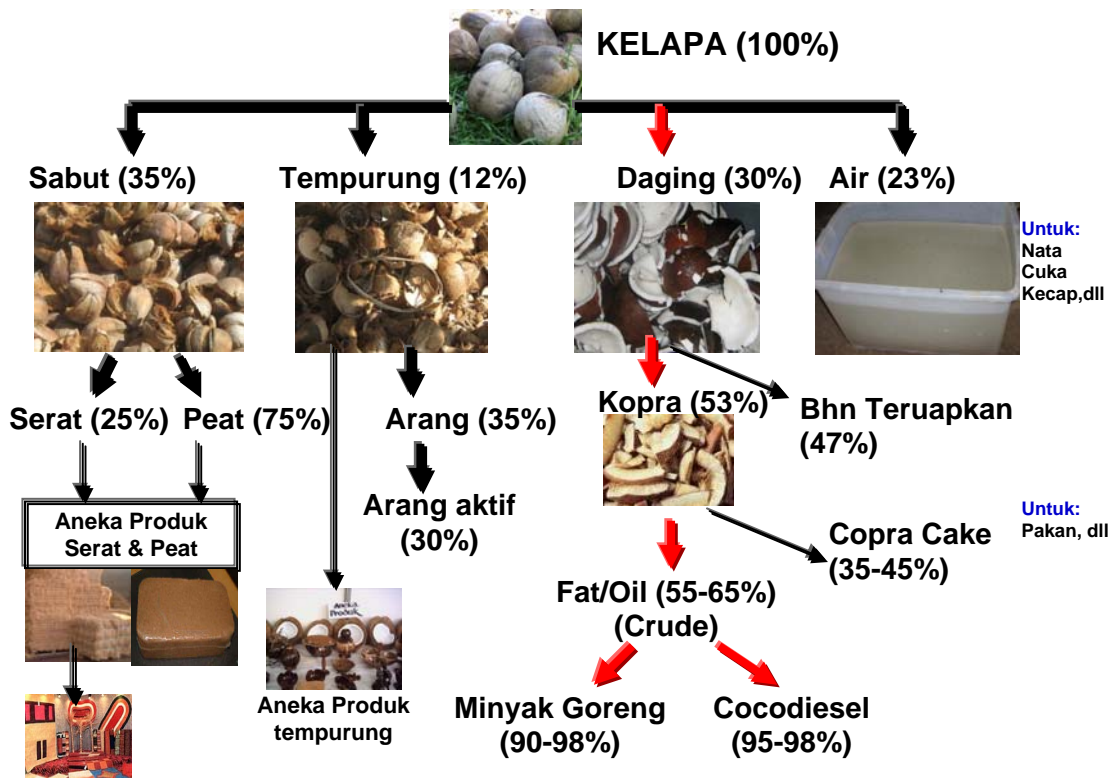 KELAPA (100%)
Sabut (35%)
Tempurung (12%)
Daging (30%)
Air (23%)
Untuk:
Nata
Cuka
Kecap,dll
Serat (25%)
Peat (75%)
Arang (35%)
Kopra (53%)
Bhn Teruapkan
(47%)
Aneka Produk
Serat & Peat
Arang aktif
(30%)
Untuk:
Pakan, dll
Copra Cake
(35-45%)
Fat/Oil (55-65%)
(Crude)
Aneka
Produk
Aneka Produk
tempurung
Minyak Goreng
(90-98%)
Cocodiesel
(95-98%)